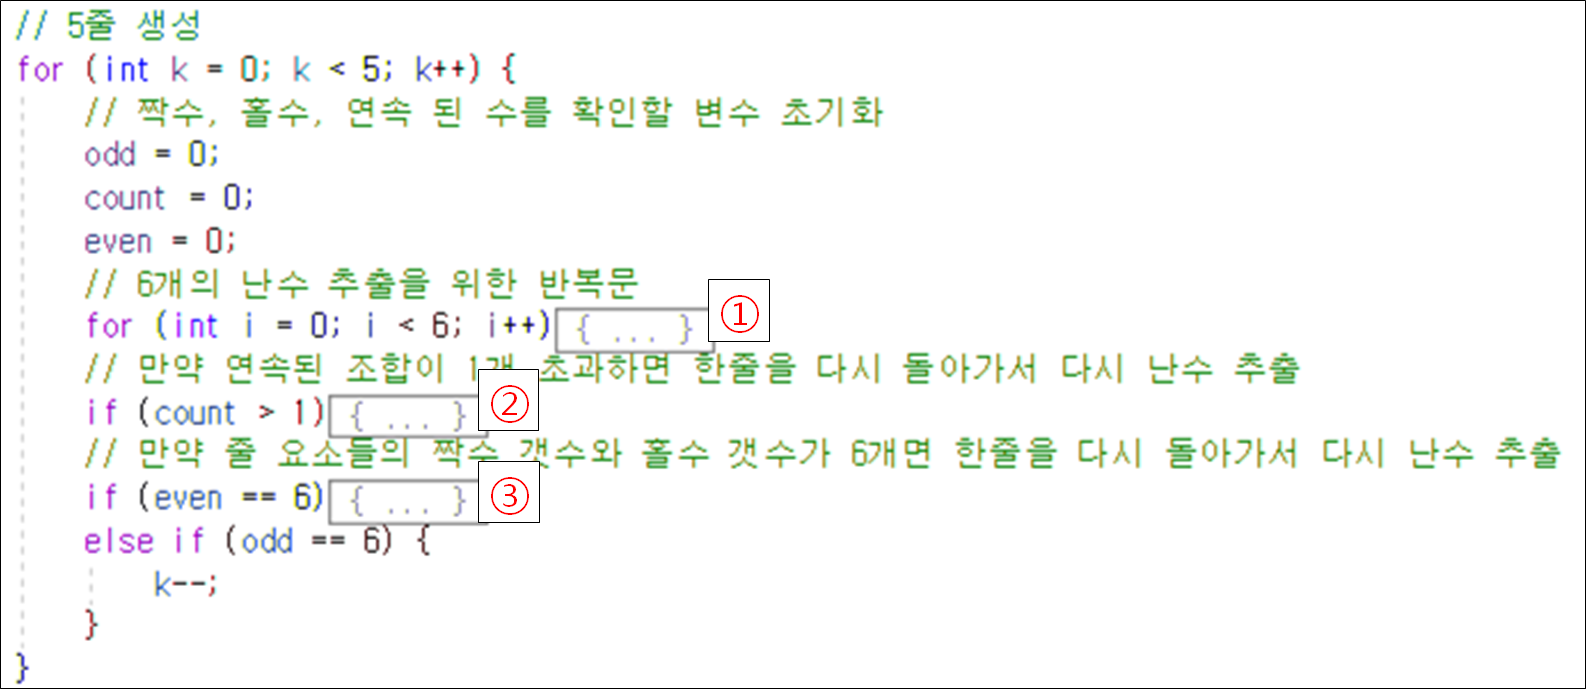 // 5줄 생성
for (int k = 0; k < 5; k++) {
// 짝수, 홀수, 연속 된 수를 확인할 변수 초기화
odd = 0;
count = 0;
even = 0;
// 6개의 난수 추출을 위한 반복문
for (int i = 0; i < 6; i++) { ... } ①
// 만약 연속된 조합이 1개 초과하면 한줄을 다시 돌아가서 다시 난수 추출
if (count > 1) { ... } ②
// 만약 줄 요소들의 짝수 갯수와 홀수 갯수가 6개면 한줄을 다시 돌아가서 다시 난수 추출
if (even == 6) { ... } ③
else if (odd == 6) {
k--;
}
}